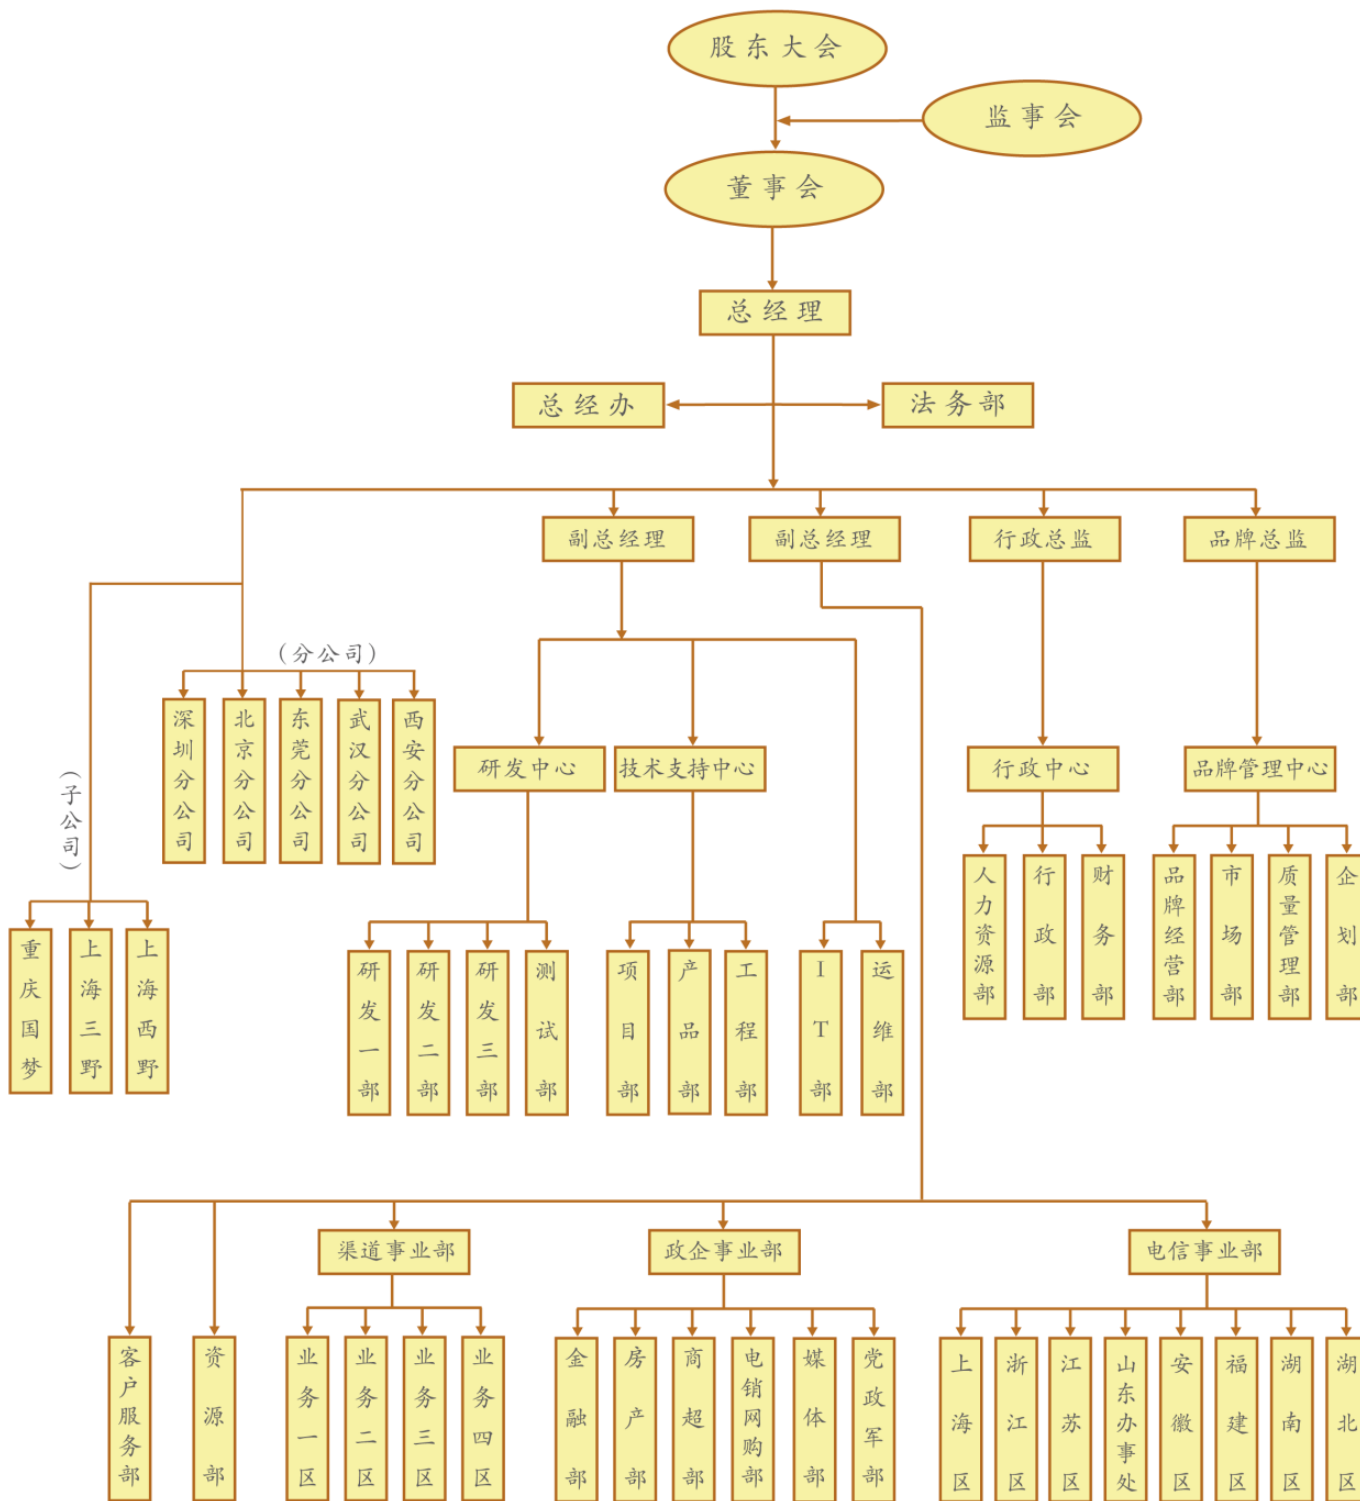 股东大会
监事会
董事会
总经理
总经办
法务部
副总经理
副总经理
行政总监
品牌总监
(分公司)
深圳分公司
北京分公司
东莞分公司
武汉分公司
西安分公司
(子公司)
重庆国梦
上海三野
上海西野
研发中心
技术支持中心
行政中心
品牌管理中心
人力资源部
行政部
财务部
品牌经营部
市场部
质量管理部
企划部
研发一部
研发二部
研发三部
测试部
项目部
产品部
工程部
IT部
运维部
渠道事业部
政企事业部
电信事业部
客户服务部
资源部
业务一区
业务二区
业务三区
业务四区
金融部
房产部
商超部
电销网购部
媒体部
党政军部
上海区
浙江区
江苏区
山东办事处
安徽区
福建区
湖南区
湖北区